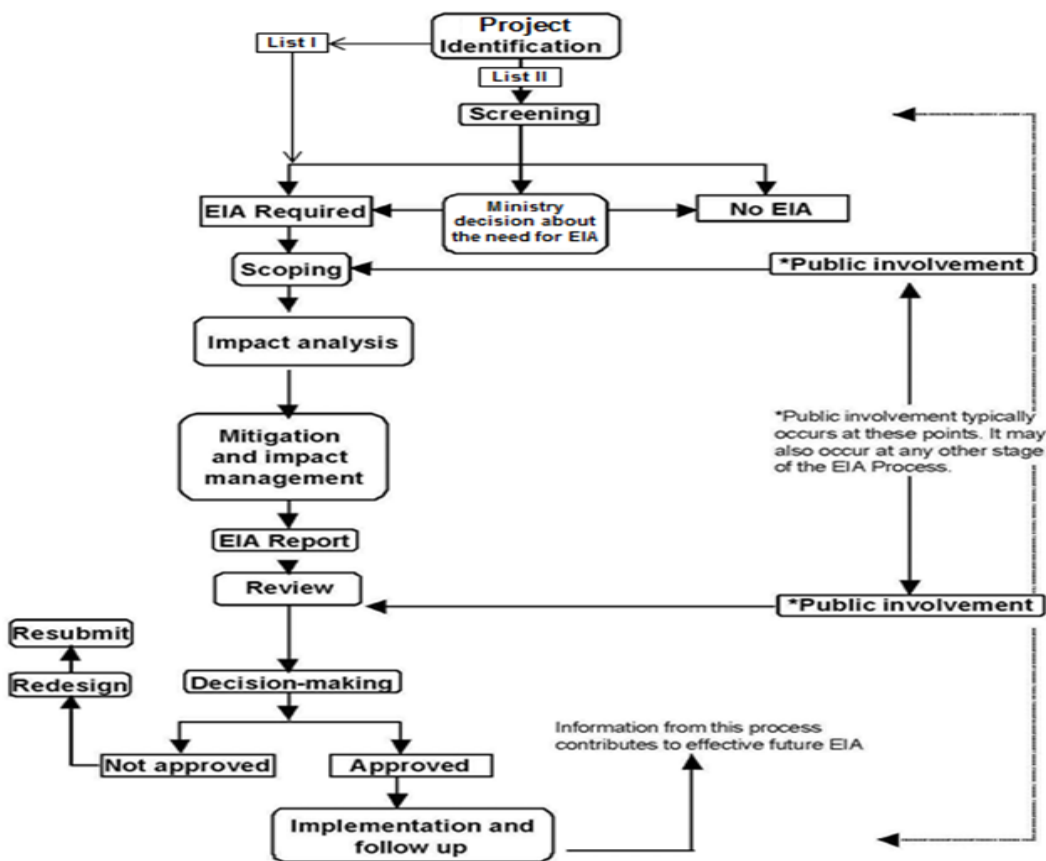 Project
Identification
List I
List II
Screening
EIA Required
Ministry
decision about
the need for EIA
No EIA
Scoping
*Public involvement
Impact analysis
*Public involvement typically
occurs at these points. It may
also occur at any other stage
of the EIA Process.
Mitigation
and impact
management
EIA Report
Review
*Public involvement
Resubmit
Redesign
Decision-making
Information from this process
contributes to effective future EIA
Not approved
Approved
Implementation and
follow up